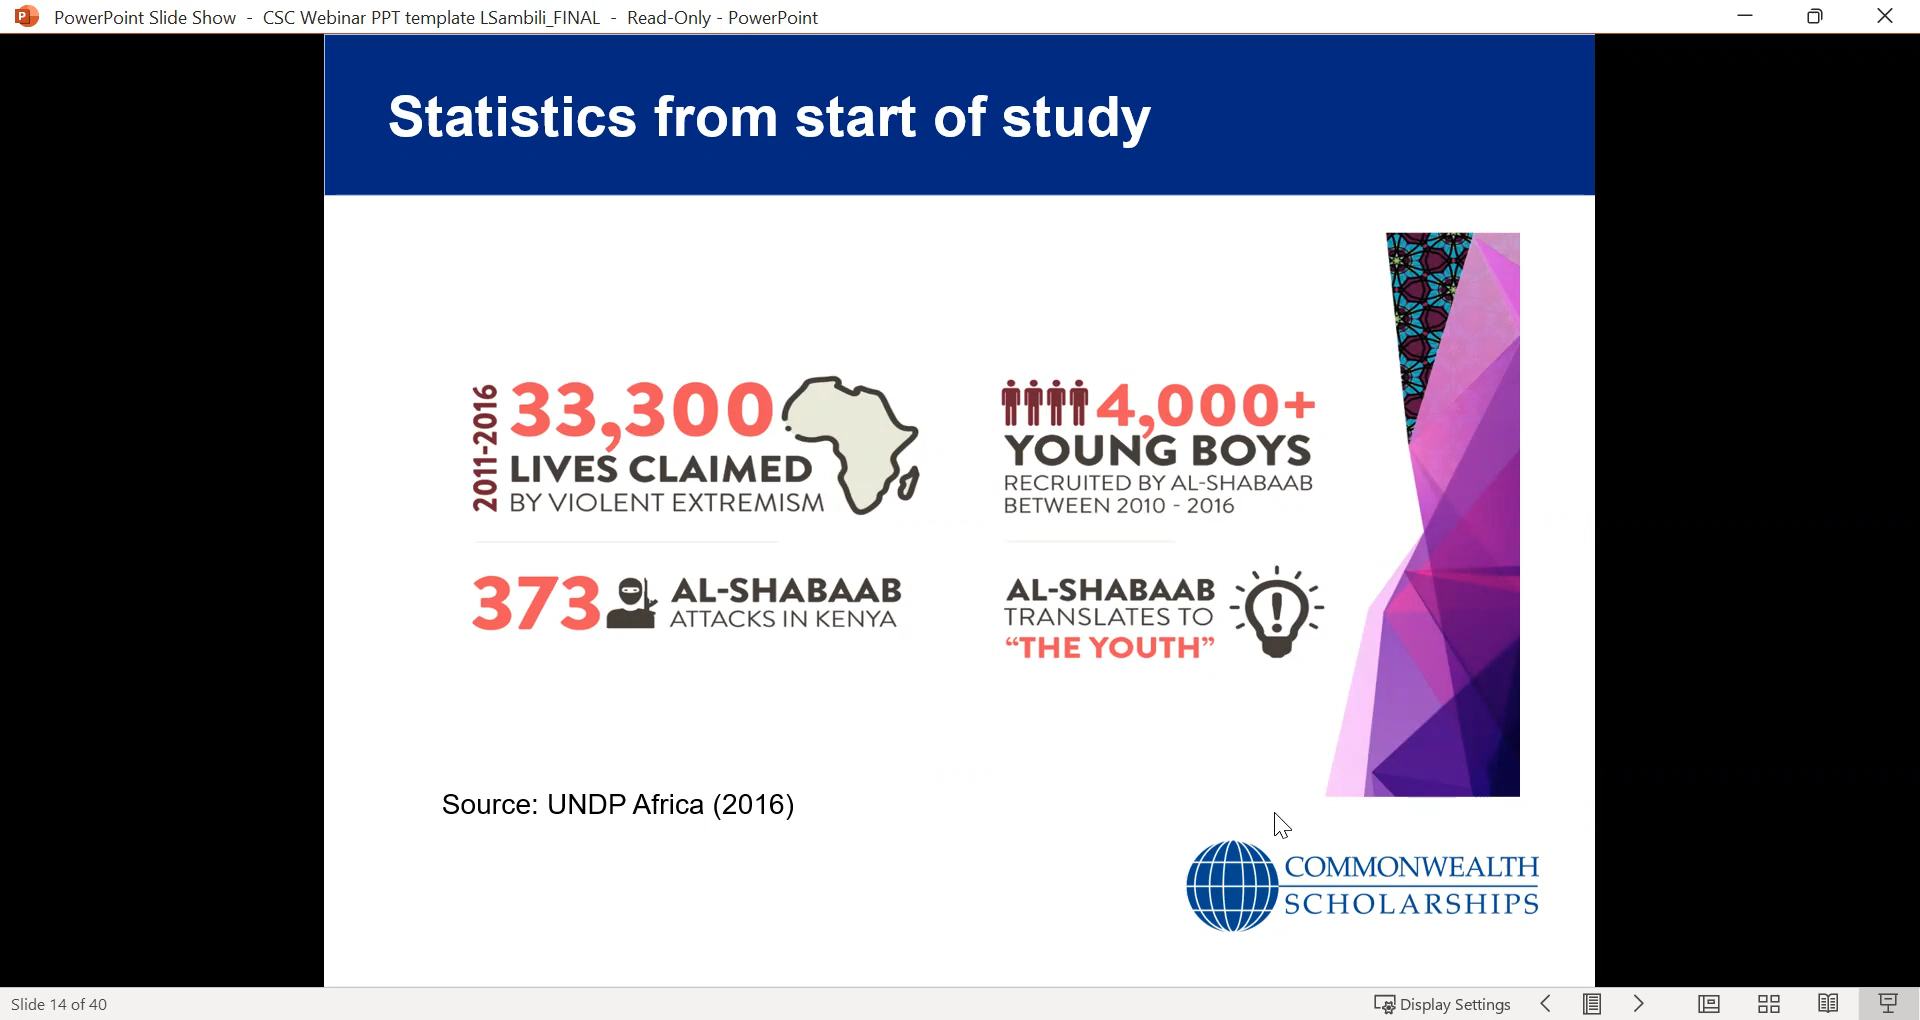 PowerPoint Slide Show - CSC Webinar PPT template LSambili_FINAL - Read-Only - PowerPoint
Statistics from start of study
2011-2016
33,300
LIVES CLAIMED
BY VIOLENT EXTREMISM
4,000+
YOUNG BOYS
RECRUITED BY AL-SHABAAB
BETWEEN 2010 - 2016
373
AL-SHABAAB
ATTACKS IN KENYA
AL-SHABAAB
TRANSLATES TO
“THE YOUTH”
Source: UNDP Africa (2016)
COMMONWEALTH
SCHOLARSHIPS
Slide 14 of 40
Display Settings